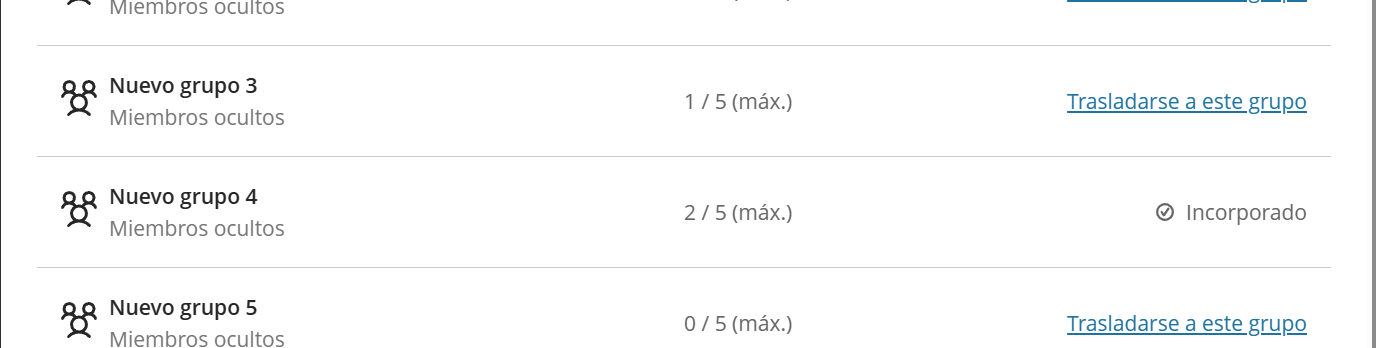 Miembros ocultos
Nuevo grupo 3
Miembros ocultos
1 / 5 (máx.)
Trasladarse a este grupo
Nuevo grupo 4
Miembros ocultos
2 / 5 (máx.)
Incorporado
Nuevo grupo 5
Miembros ocultos
0 / 5 (máx.)
Trasladarse a este grupo